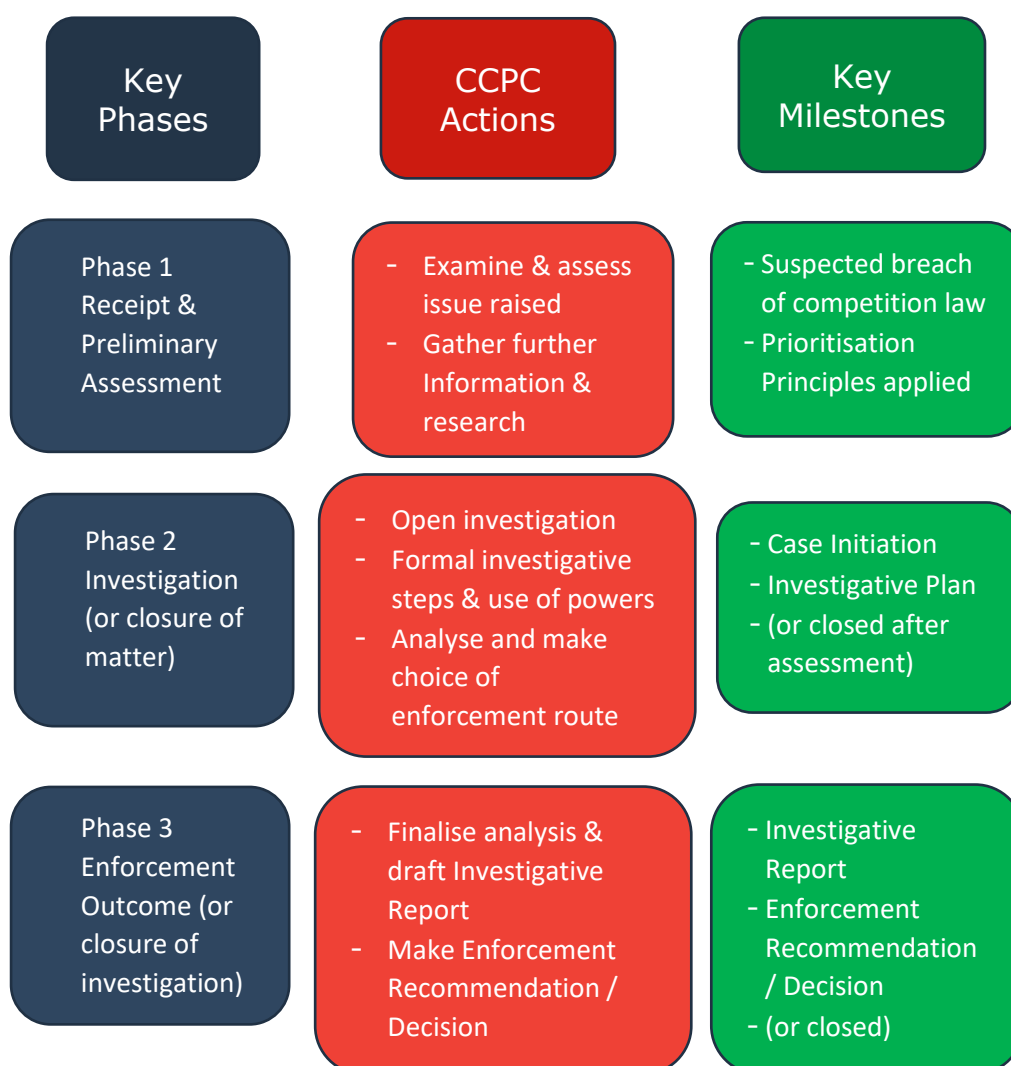 Key
Phases
CCPC
Actions
Key
Milestones
Phase 1
Receipt &
Preliminary
Assessment
- Examine & assess
issue raised
- Gather further
Information &
research
- Suspected breach
of competition law
- Prioritisation
Principles applied
Phase 2
Investigation
(or closure of
matter)
- Open investigation
- Formal investigative
steps & use of powers
- Analyse and make
choice of
enforcement route
- Case Initiation
- Investigative Plan
- (or closed after
assessment)
Phase 3
Enforcement
Outcome (or
closure of
investigation)
- Finalise analysis &
draft Investigative
Report
- Make Enforcement
Recommendation /
Decision
- Investigative
Report
- Enforcement
Recommendation
/ Decision
- (or closed)